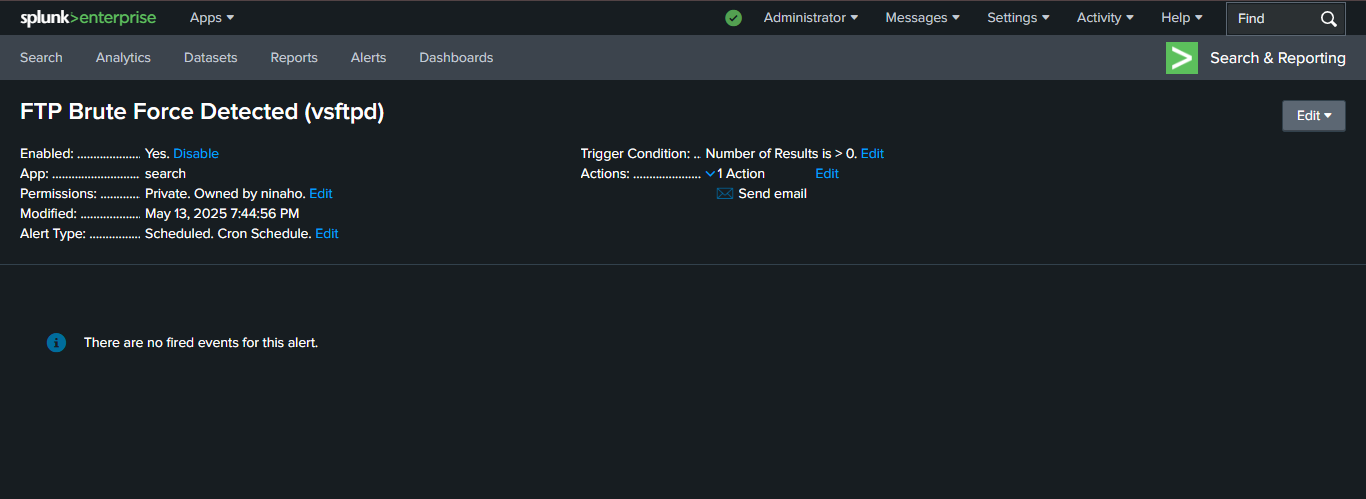 splunk>enterprise Apps Administrator Messages Settings Activity Help Find
Search Analytics Datasets Reports Alerts Dashboards Search & Reporting
FTP Brute Force Detected (vsftpd) Edit
Enabled: ................... Yes. Disable
App: .......................... search
Permissions: ............ Private. Owned by ninaho. Edit
Modified: .................. May 13, 2025 7:44:56 PM
Alert Type: ............... Scheduled. Cron Schedule. Edit
Trigger Condition: .. Number of Results is > 0. Edit
Actions: ..................... 1 Action Edit
Send email
There are no fired events for this alert.